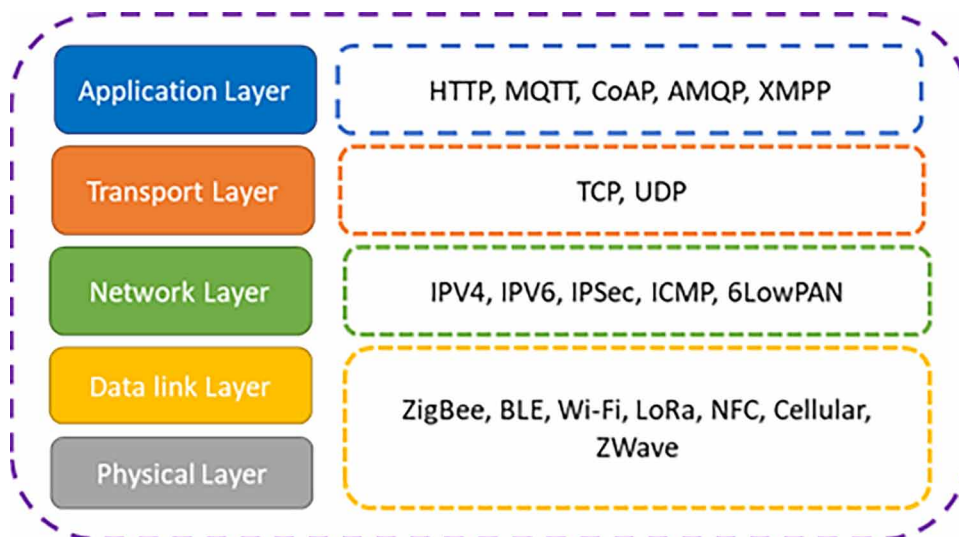 Application Layer
HTTP, MQTT, CoAP, AMQP, XMPP
Transport Layer
TCP, UDP
Network Layer
IPV4, IPV6, IPSec, ICMP, 6LowPAN
Data link Layer
Physical Layer
ZigBee, BLE, Wi-Fi, LoRa, NFC, Cellular,
ZWave